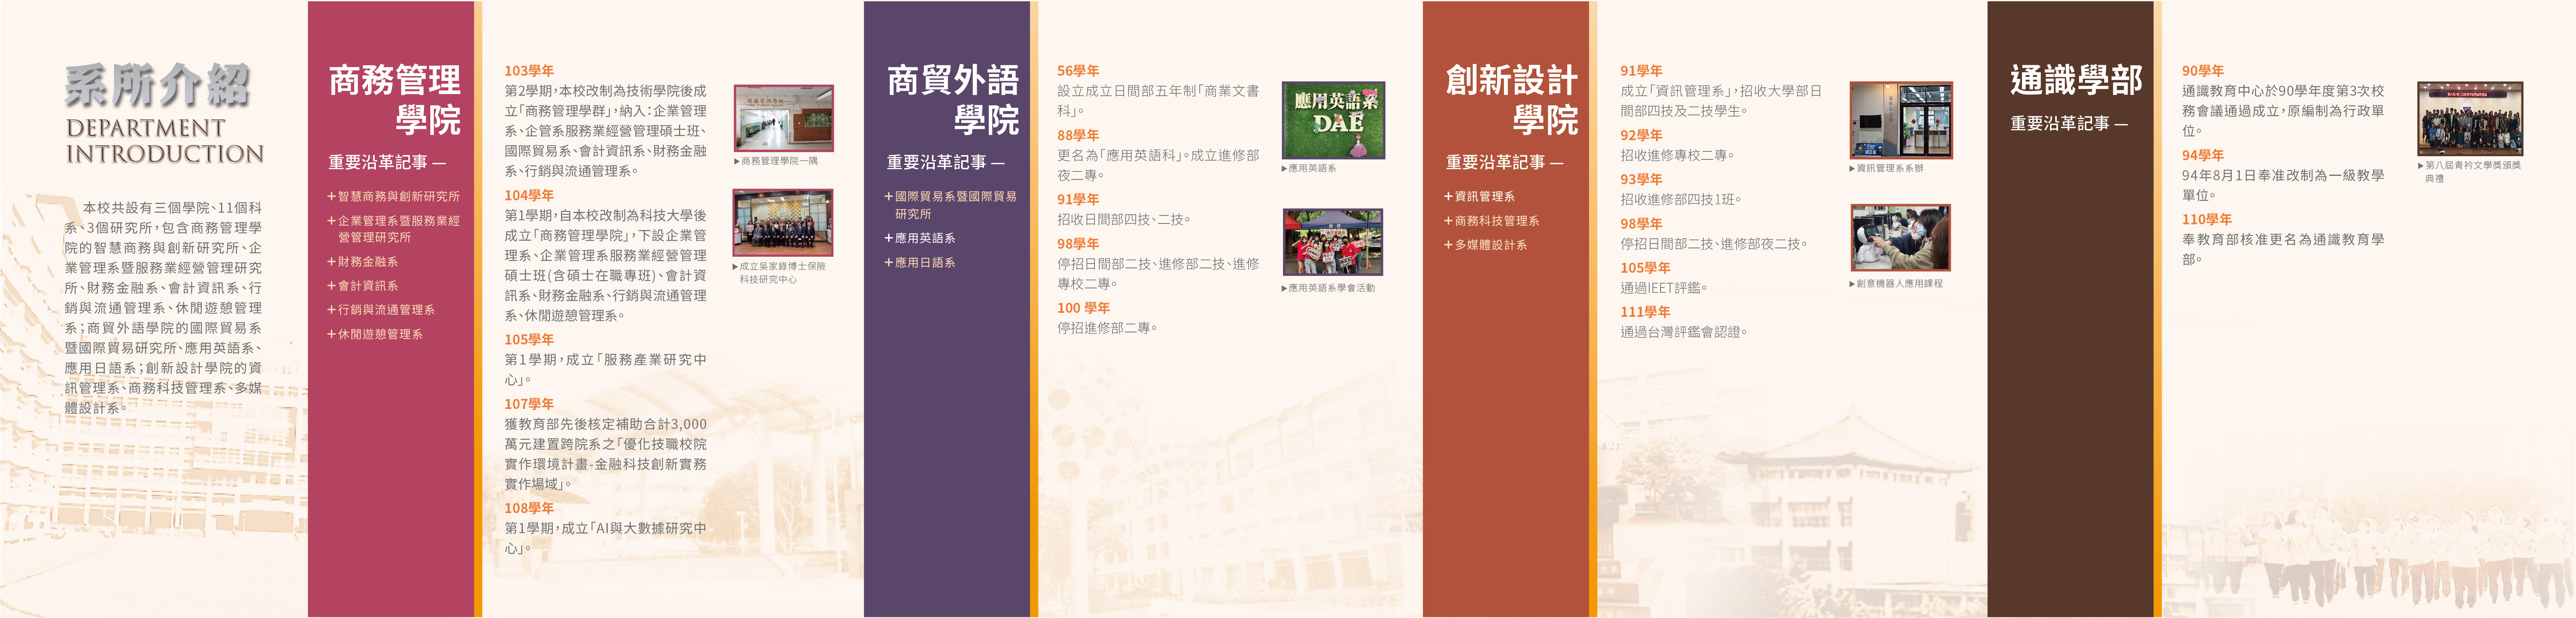 系所介紹
DEPARTMENT
INTRODUCTION
本校共設有三個學院、11個科
系、3個研究所，包含商務管理學
院的智慧商務與創新研究所、企
業管理系暨服務業經營管理研究
所、財務金融系、會計資訊系、行
銷與流通管理系、休閒遊憩管理
系；商貿外語學院的國際貿易系
暨國際貿易研究所、應用英語系、
應用日語系；創新設計學院的資
訊管理系、商務科技管理系、多媒
體設計系。
商務管理
學院
重要沿革記事 —
+智慧商務與創新研究所
+企業管理系暨服務業經
營管理研究所
+財務金融系
+會計資訊系
+行銷與流通管理系
+休閒遊憩管理系
103學年
第2學期，本校改制為技術學院後成
立「商務管理學群」，納入：企業管理
系、企管系服務業經營管理碩士班、
國際貿易系、會計資訊系、財務金融
系、行銷與流通管理系。
104學年
第1學期，自本校改制為科技大學後
成立「商務管理學院」，下設企業管
理系、企業管理系服務業經營管理
碩士班(含碩士在職專班)、會計資
訊系、財務金融系、行銷與流通管理
系、休閒遊憩管理系。
105學年
第1學期，成立「服務產業研究中
心」。
107學年
獲教育部先後核定補助合計3,000
萬元建置跨院系之「優化技職校院
實作環境計畫-金融科技創新實務
實作場域」。
108學年
第1學期，成立「AI與大數據研究中
心」。
▶商務管理學院一隅
▶成立吳家錄博士保險
科技研究中心
商貿外語
學院
重要沿革記事 —
+國際貿易系暨國際貿易
研究所
+應用英語系
+應用日語系
56學年
設立成立日間部五年制「商業文書
科」。
88學年
更名為「應用英語科」。成立進修部
夜二專。
91學年
招收日間部四技、二技。
98學年
停招日間部二技、進修部二技、進修
專校二專。
100 學年
停招進修部二專。
應用英語系
DAE
▶應用英語系
▶應用英語系學會活動
創新設計
學院
重要沿革記事 —
+資訊管理系
+商務科技管理系
+多媒體設計系
91學年
成立「資訊管理系」，招收大學部日
間部四技及二技學生。
92學年
招收進修專校二專。
93學年
招收進修部四技1班。
98學年
停招日間部二技、進修部夜二技。
105學年
通過IEET評鑑。
111學年
通過台灣評鑑會認證。
▶資訊管理系系辦
▶創意機器人應用課程
通識學部
重要沿革記事 —
90學年
通識教育中心於90學年度第3次校
務會議通過成立，原編制為行政單
位。
94學年
94年8月1日奉准改制為一級教學
單位。
110學年
奉教育部核准更名為通識教育學
部。
▶第八屆青衿文學獎頒獎
典禮